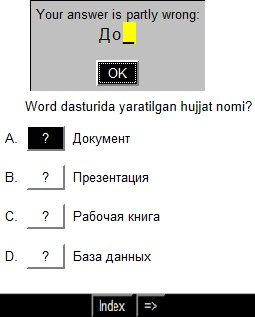 Your answer is partly wrong:
До
OK
Word dasturida yaratilgan hujjat nomi?
A. ? Документ
B. ? Презентация
C. ? Рабочая книга
D. ? База данных
Index =>